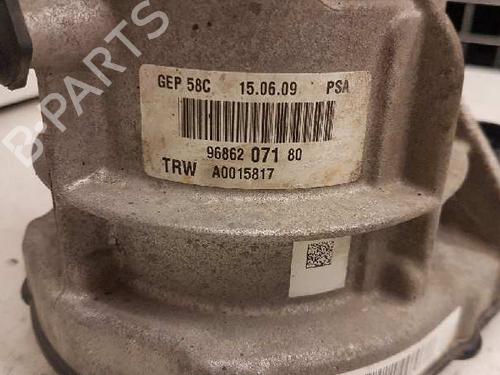 B-PARTS
GEP 58C 15.06.09 PSA
96862 071 80
TRW A0015817